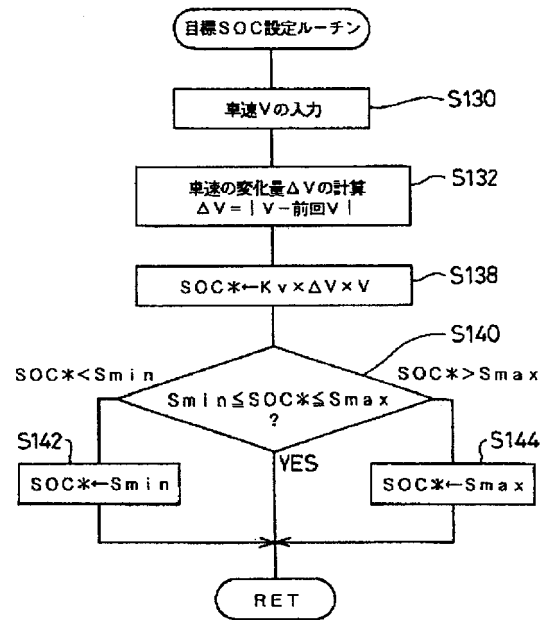 目標SOC設定ルーチン
車速Vの入力
S130
車速の変化量ΔVの計算
ΔV=|V-前回V|
S132
SOC*←Kv×ΔV×V
S138
S140
SOC*<Smin
SOC*>Smax
Smin≦SOC*≦Smax
?
S142
YES
S144
SOC*←Smin
SOC*←Smax
RET